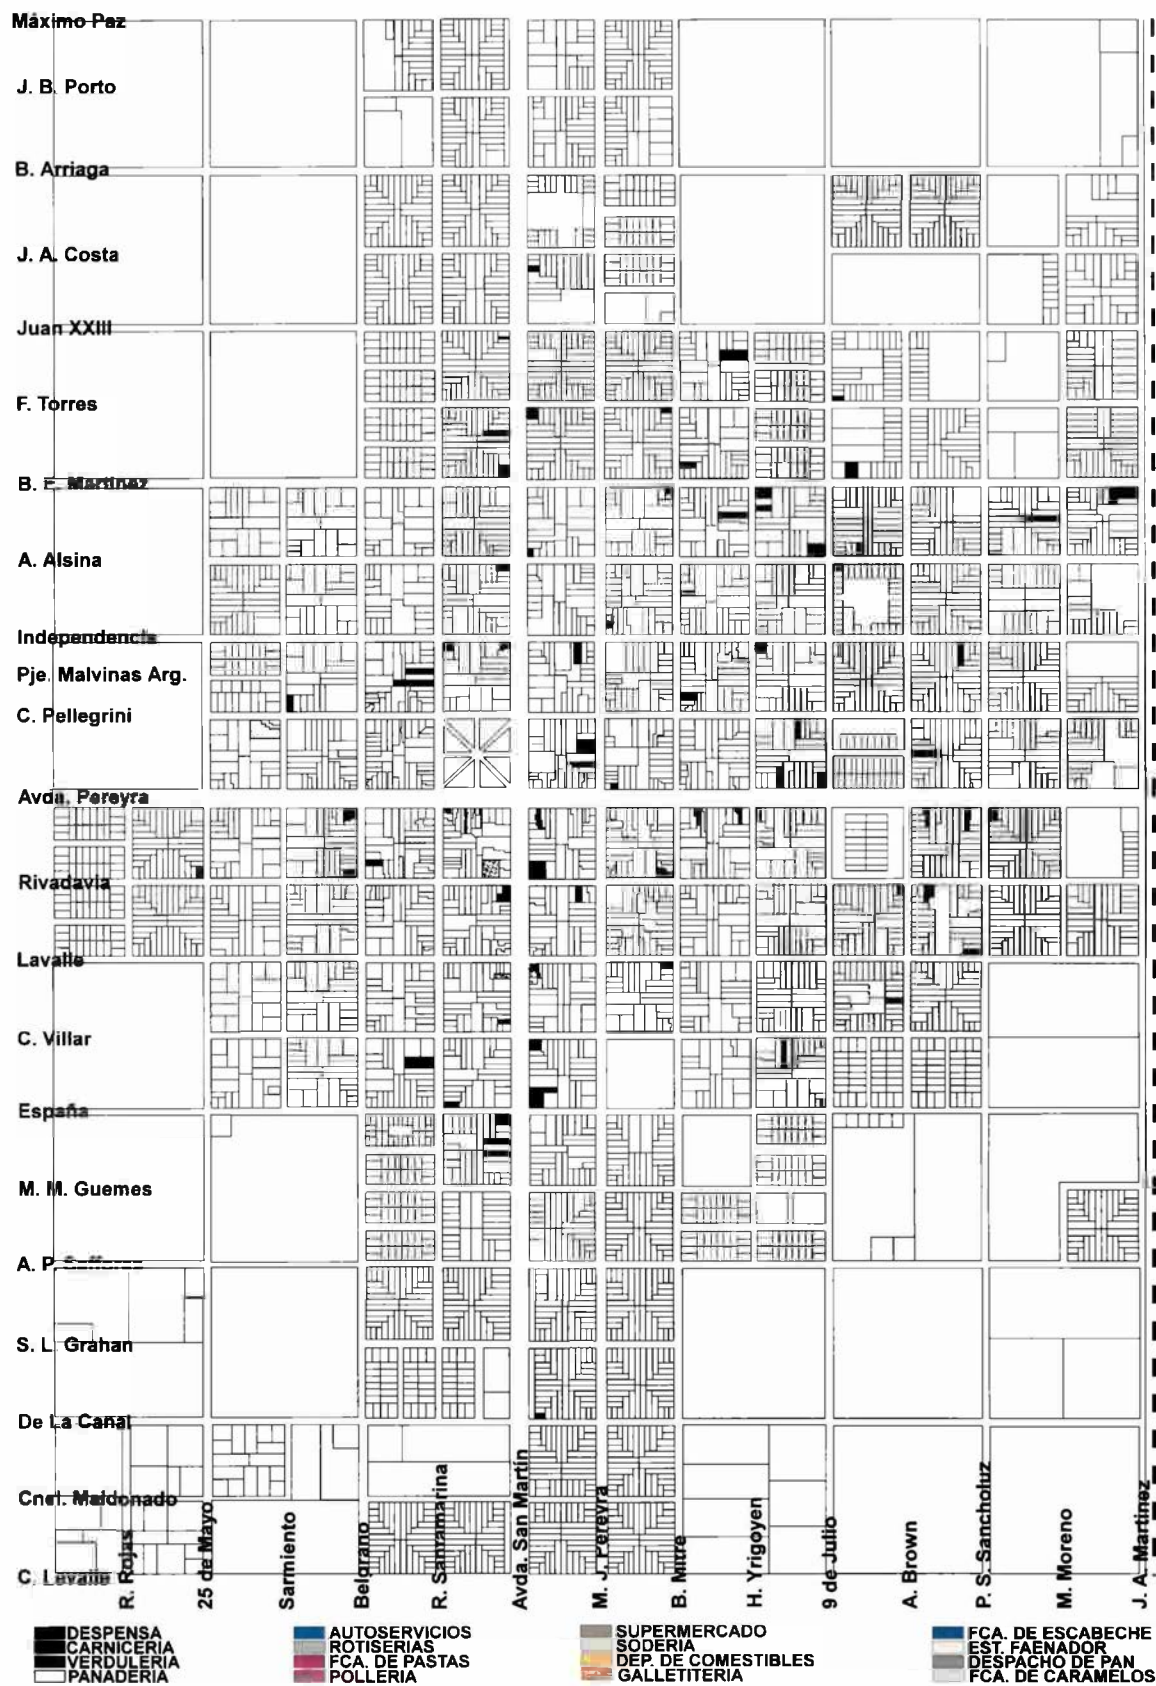 Máximo Paz
J. B. Porto
B. Arriaga
J. A. Costa
Juan XXIII
F. Torres
B. F. Martinez
A. Alsina
Independencia
Pje. Malvinas Arg.
C. Pellegrini
Avda. Pereyra
Rivadavia
Lavalle
C. Villar
España
M. M. Guemes
A. P.
S. L. Grahan
De La Canal
Cnel. Maldonado
C. Levalle
R. Rojas
25 de Mayo
Sarmiento
Belgrano
R. Santamarina
Avda. San Martín
M. J. Pereyra
B. Mitre
H. Yrigoyen
9 de Julio
A. Brown
P. S. Sancholuz
M. Moreno
J. A. Martinez
DESPENSA
CARNICERIA
VERDULERIA
PANADERIA
AUTOSERVICIOS
ROTISERIAS
FCA. DE PASTAS
POLLERIA
SUPERMERCADO
SODERIA
DEP. DE COMESTIBLES
GALLETITERIA
FCA. DE ESCABECHE
EST. FAENADOR
DESPACHO DE PAN
FCA. DE CARAMELOS